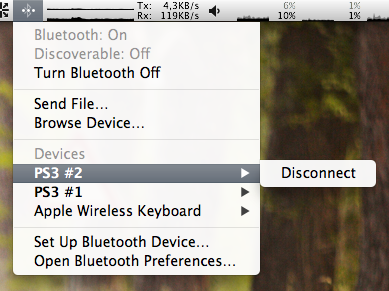 Tx: 4,3KB/s 6% 1%
Rx: 119KB/s 10% 1%
Bluetooth: On
Discoverable: Off
Turn Bluetooth Off
Send File...
Browse Device...
Devices
PS3 #2
Disconnect
PS3 #1
Apple Wireless Keyboard
Set Up Bluetooth Device...
Open Bluetooth Preferences...